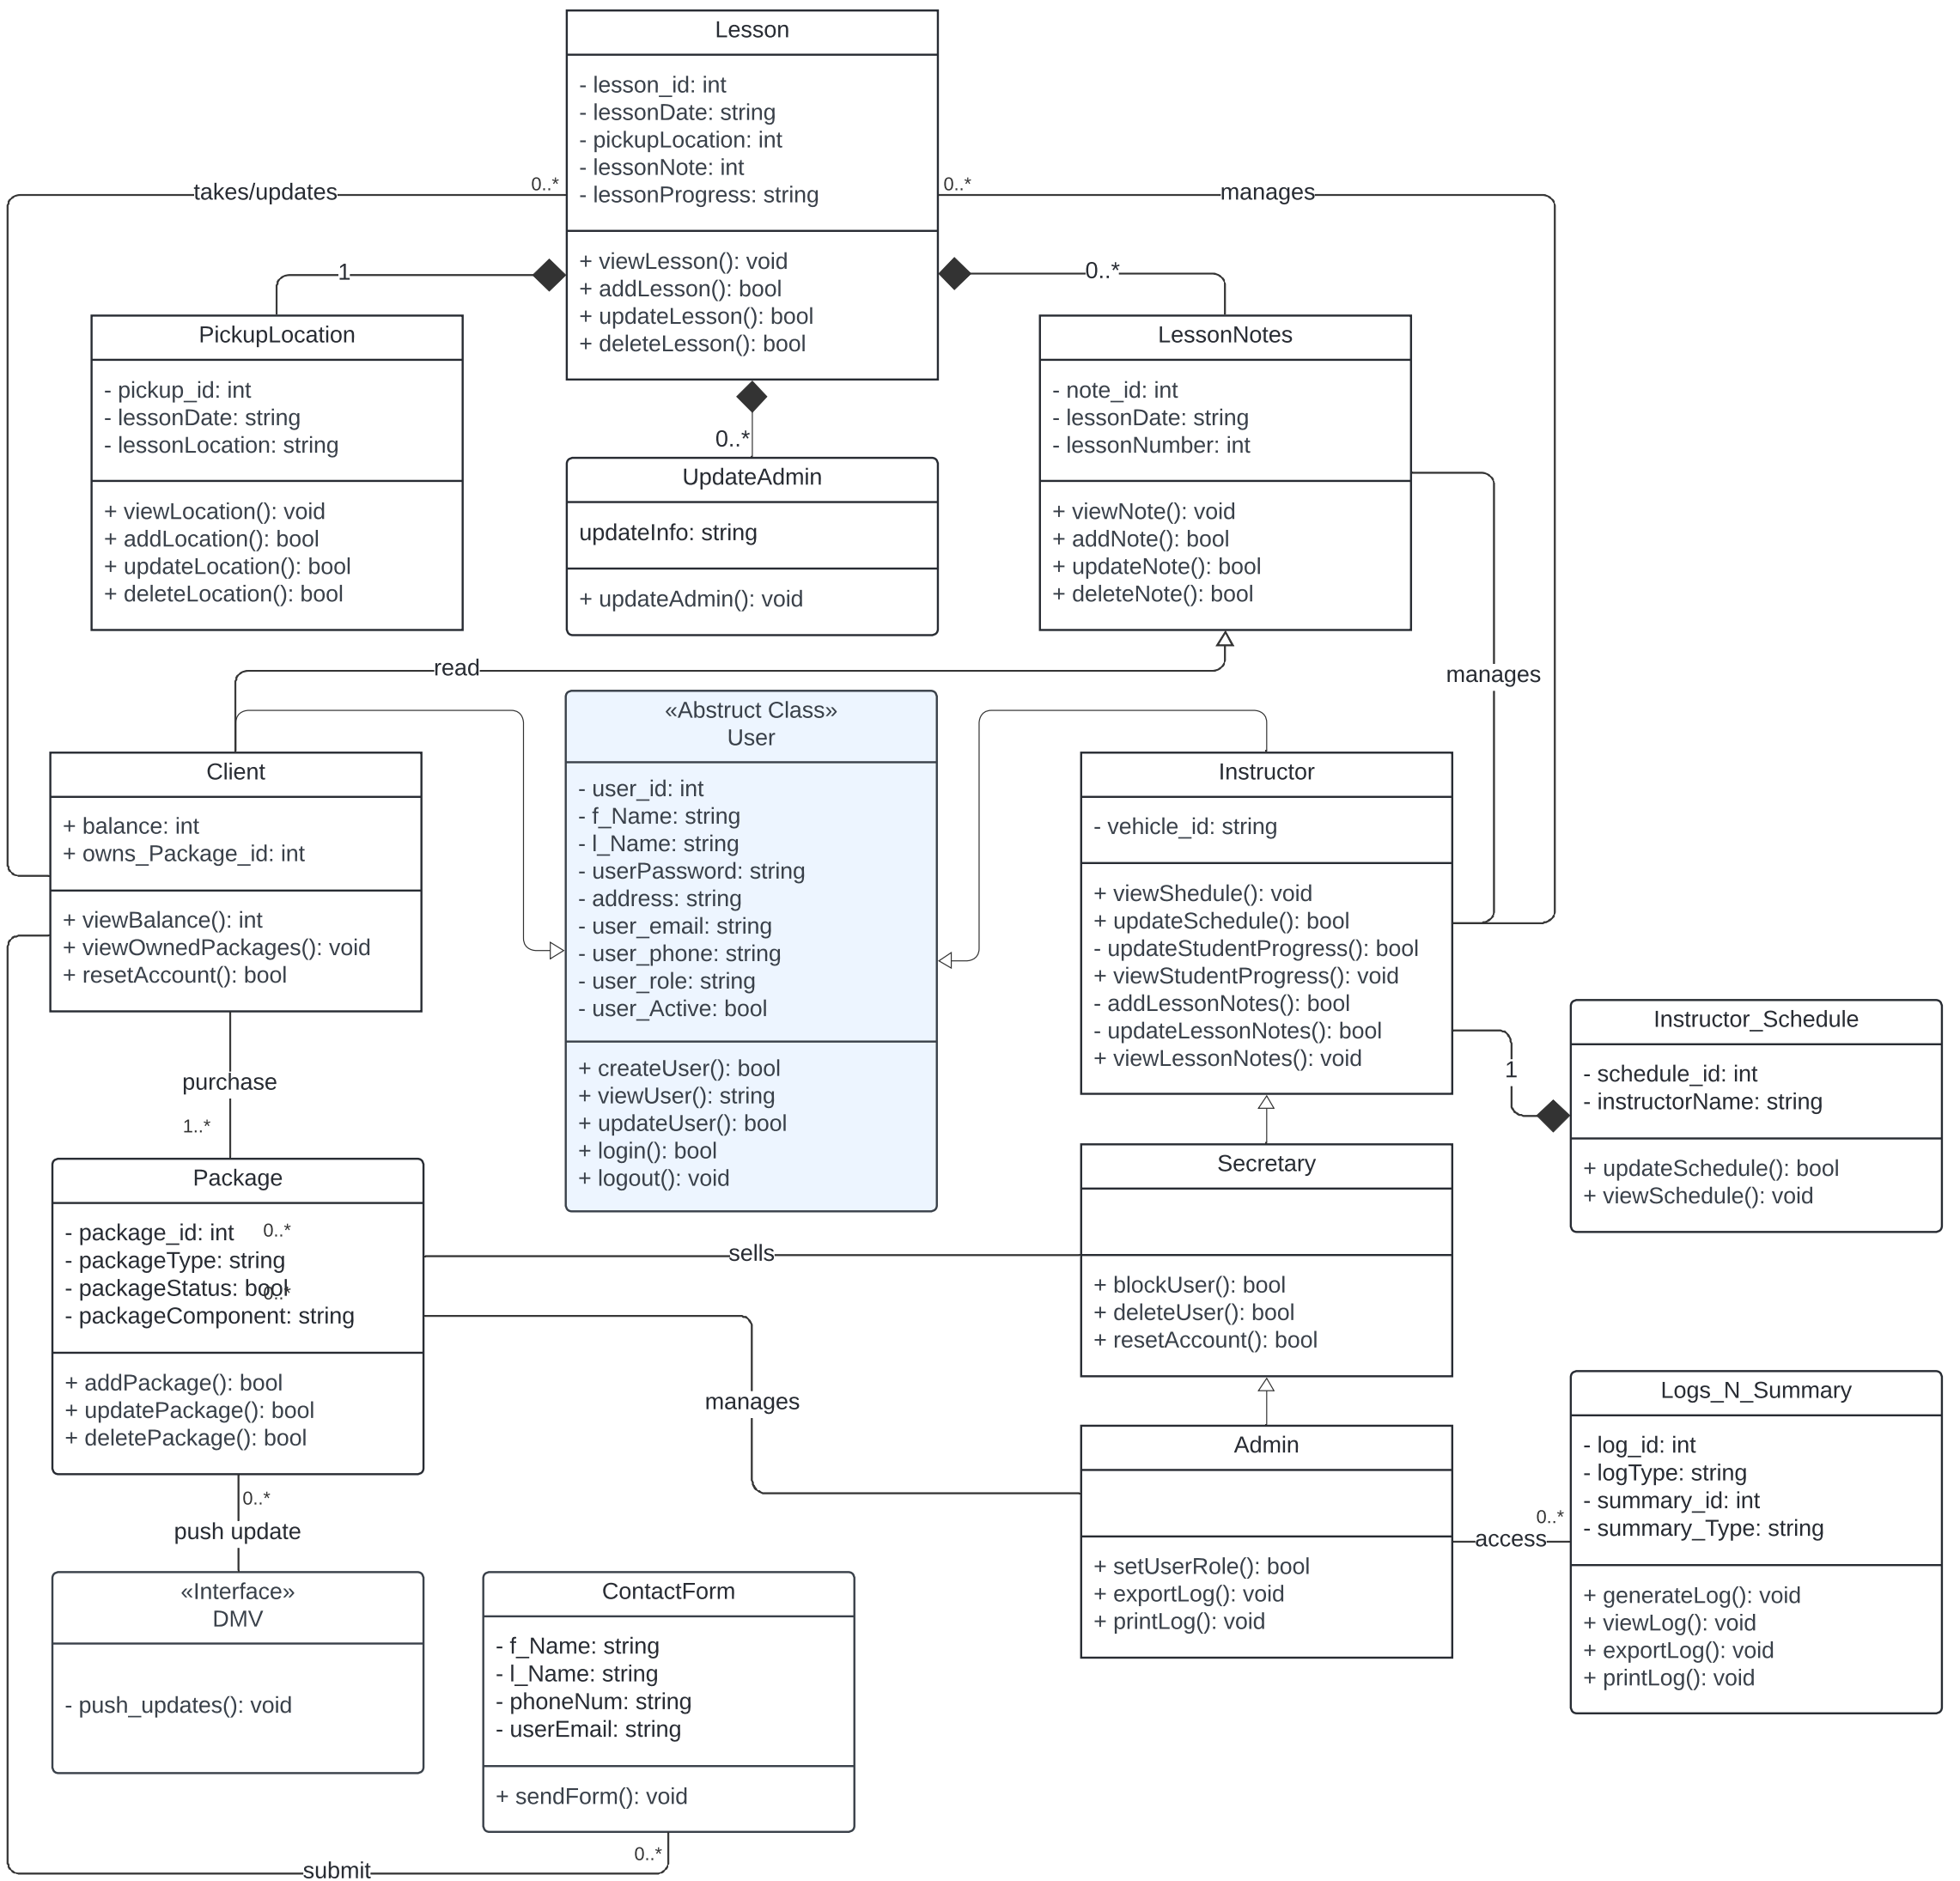 Lesson
- lesson_id: int
- lessonDate: string
- pickupLocation: int
- lessonNote: int
- lessonProgress: string
+ viewLesson(): void
+ addLesson(): bool
+ updateLesson(): bool
+ deleteLesson(): bool
takes/updates
0..*
0..*
manages
1
0..*
PickupLocation
- pickup_id: int
- lessonDate: string
- lessonLocation: string
+ viewLocation(): void
+ addLocation(): bool
+ updateLocation(): bool
+ deleteLocation(): bool
0..*
UpdateAdmin
updateInfo: string
+ updateAdmin(): void
LessonNotes
- note_id: int
- lessonDate: string
- lessonNumber: int
+ viewNote(): void
+ addNote(): bool
+ updateNote(): bool
+ deleteNote(): bool
read
manages
Client
+ balance: int
+ owns_Package_id: int
+ viewBalance(): int
+ viewOwnedPackages(): void
+ resetAccount(): bool
«Abstruct Class»
User
- user_id: int
- f_Name: string
- l_Name: string
- userPassword: string
- address: string
- user_email: string
- user_phone: string
- user_role: string
- user_Active: bool
+ createUser(): bool
+ viewUser(): string
+ updateUser(): bool
+ login(): bool
+ logout(): void
Instructor
- vehicle_id: string
+ viewShedule(): void
+ updateSchedule(): bool
- updateStudentProgress(): bool
+ viewStudentProgress(): void
- addLessonNotes(): bool
- updateLessonNotes(): bool
+ viewLessonNotes(): void
1
Instructor_Schedule
- schedule_id: int
- instructorName: string
+ updateSchedule(): bool
+ viewSchedule(): void
purchase
1..*
Package
- package_id: int
0..*
- packageType: string
- packageStatus: bool
0..*
- packageComponent: string
+ addPackage(): bool
+ updatePackage(): bool
+ deletePackage(): bool
sells
manages
Secretary
+ blockUser(): bool
+ deleteUser(): bool
+ resetAccount(): bool
Admin
+ setUserRole(): bool
+ exportLog(): void
+ printLog(): void
access
0..*
Logs_N_Summary
- log_id: int
- logType: string
- summary_id: int
- summary_Type: string
+ generateLog(): void
+ viewLog(): void
+ exportLog(): void
+ printLog(): void
0..*
push update
«Interface»
DMV
- push_updates(): void
ContactForm
- f_Name: string
- l_Name: string
- phoneNum: string
- userEmail: string
+ sendForm(): void
0..*
submit